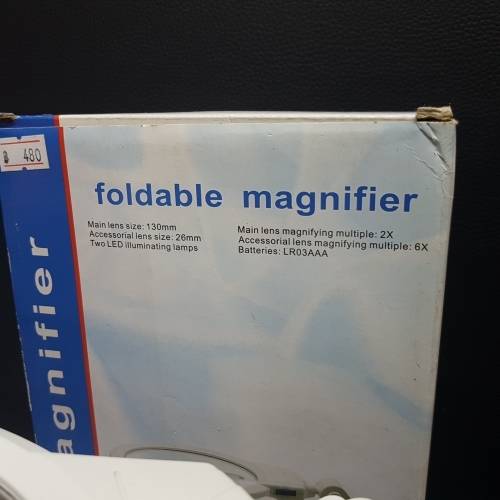 ฿ 480
foldable magnifier
Main lens size: 130mm
Accessorial lens size: 26mm
Two LED illuminating lamps
Main lens magnifying multiple: 2X
Accessorial lens magnifying multiple: 6X
Batteries: LR03AAA
agnifier